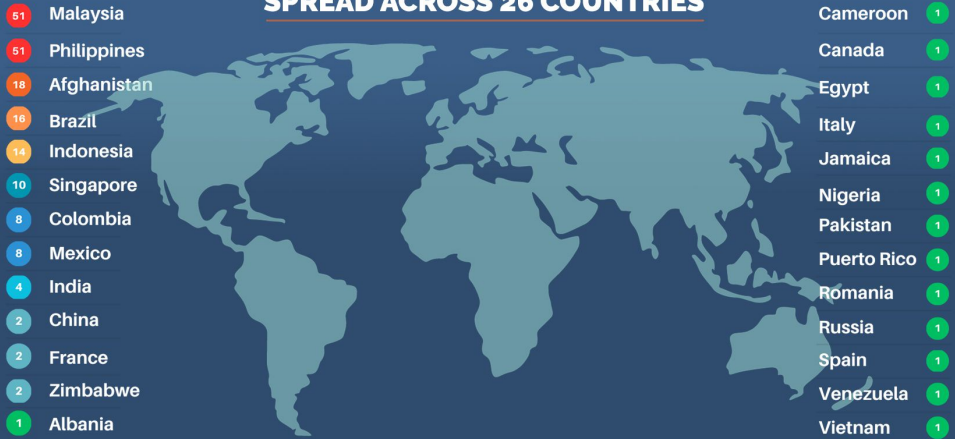 SPREAD ACROSS 26 COUNTRIES
51 Malaysia
51 Philippines
18 Afghanistan
16 Brazil
14 Indonesia
10 Singapore
8 Colombia
8 Mexico
4 India
2 China
2 France
2 Zimbabwe
1 Albania
Cameroon 1
Canada 1
Egypt 1
Italy 1
Jamaica 1
Nigeria 1
Pakistan 1
Puerto Rico 1
Romania 1
Russia 1
Spain 1
Venezuela 1
Vietnam 1